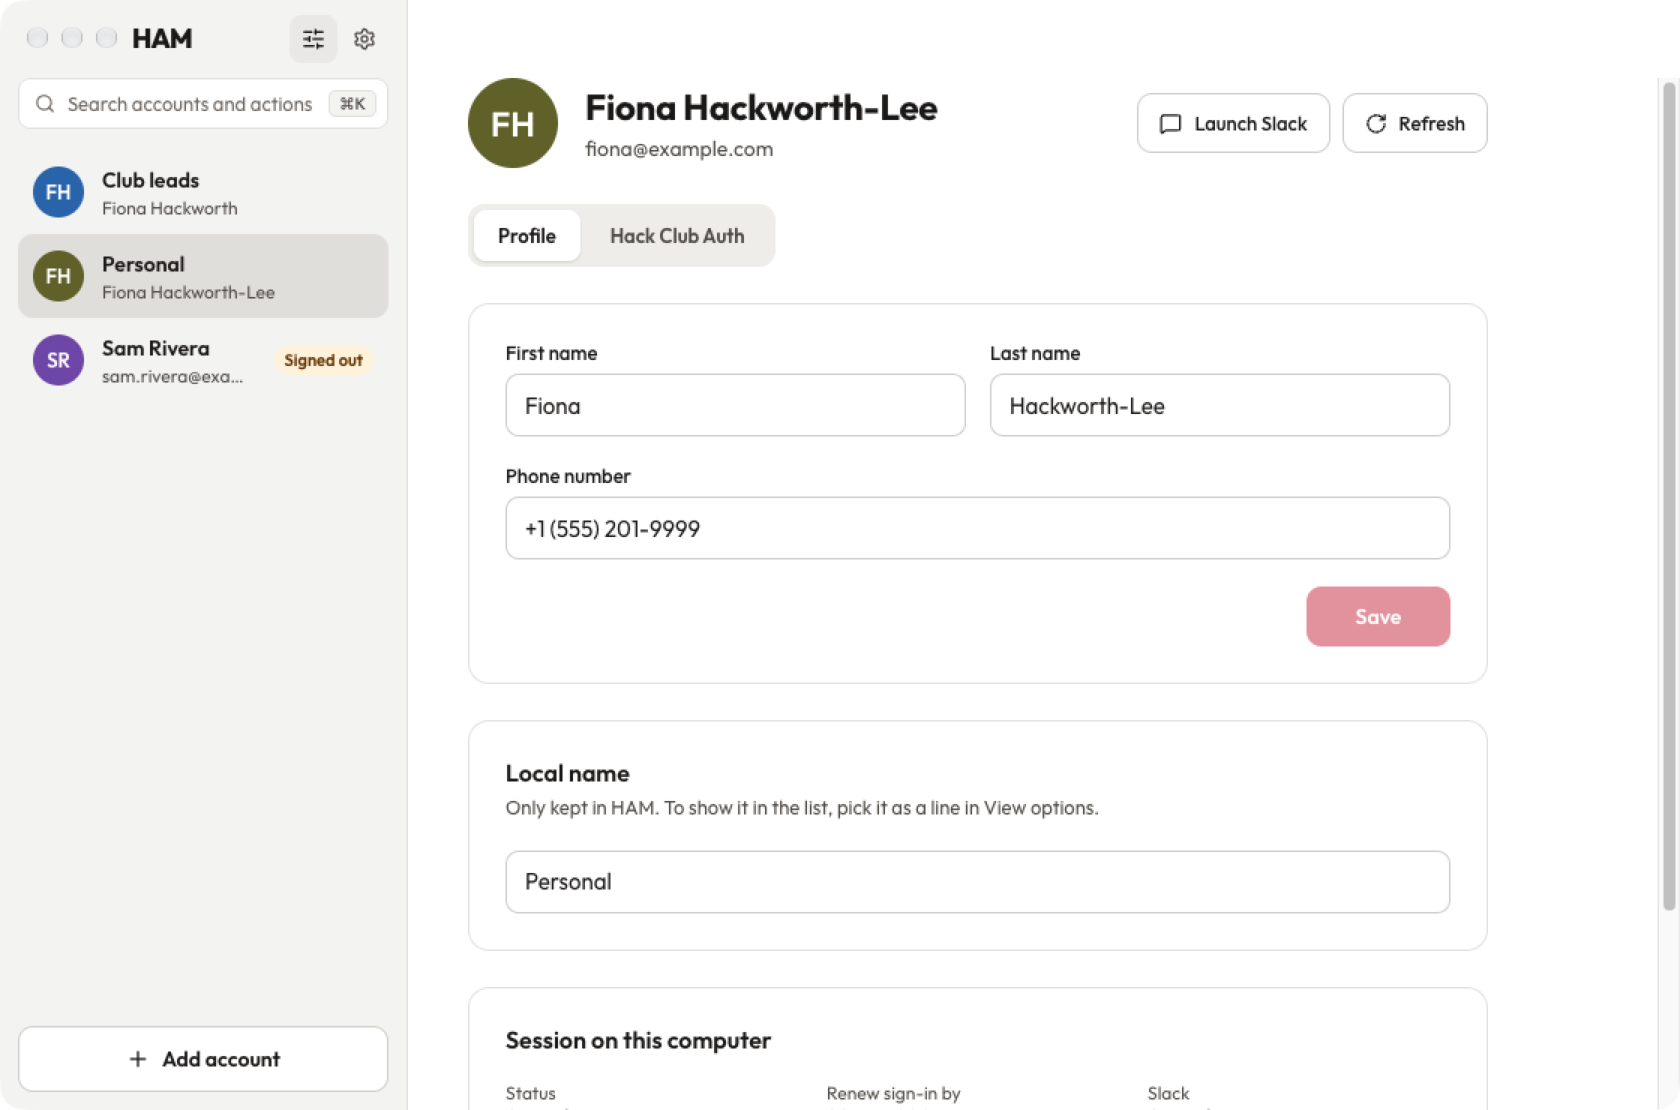 HAM
Search accounts and actions ⌘K
FH
Club leads
Fiona Hackworth
FH
Personal
Fiona Hackworth-Lee
SR
Sam Rivera
sam.rivera@exa...
Signed out
+ Add account
FH
Fiona Hackworth-Lee
fiona@example.com
Launch Slack
Refresh
Profile
Hack Club Auth
First name
Fiona
Last name
Hackworth-Lee
Phone number
+1 (555) 201-9999
Save
Local name
Only kept in HAM. To show it in the list, pick it as a line in View options.
Personal
Session on this computer
Status
Renew sign-in by
Slack